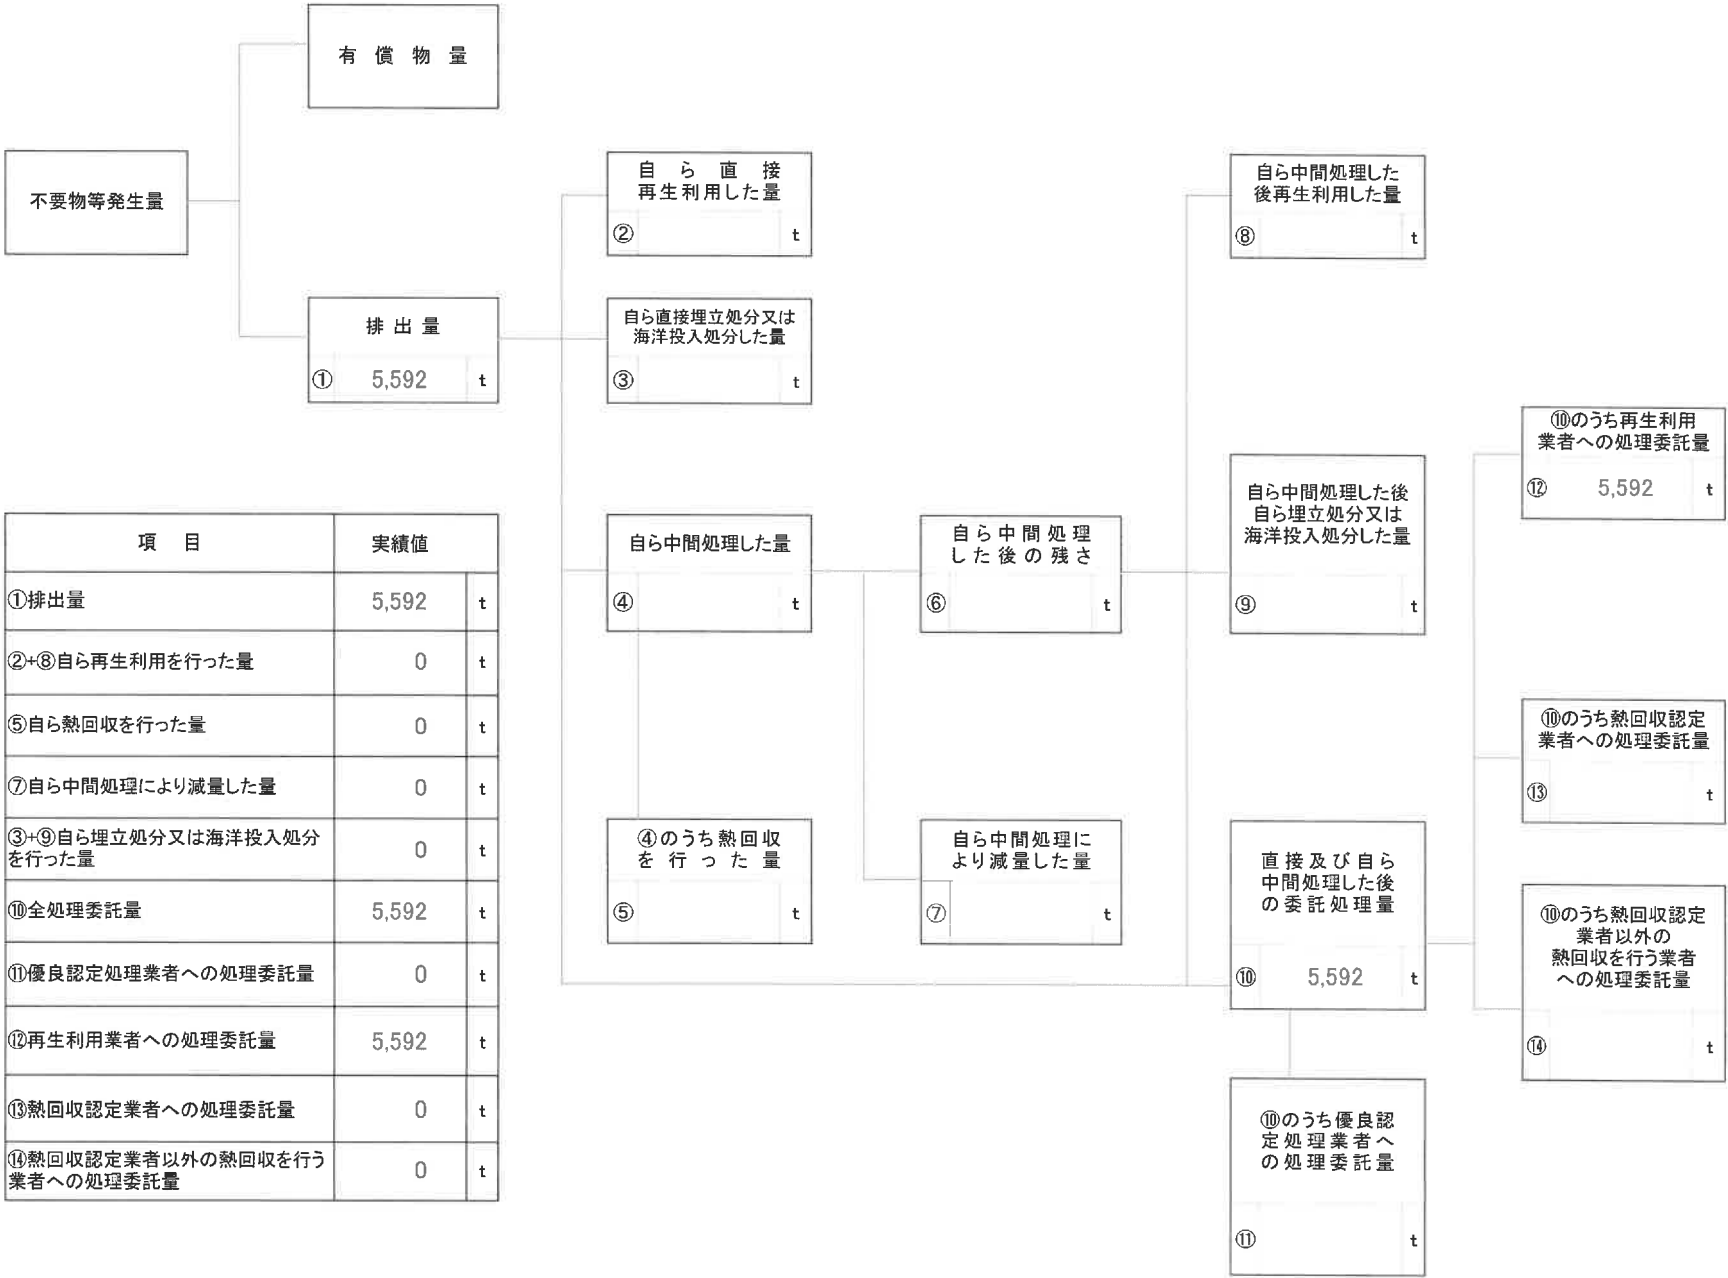 有償物量
不要物等発生量
排出量
① 5,592 t
自ら直接
再生利用した量
② t
自ら直接埋立処分又は
海洋投入処分した量
③ t
自ら中間処理した量
④ t
④のうち熱回収
を行った量
⑤ t
自ら中間処理
した後の残さ
⑥ t
自ら中間処理に
より減量した量
⑦ t
自ら中間処理した
後再生利用した量
⑧ t
自ら中間処理した後
自ら埋立処分又は
海洋投入処分した量
⑨ t
直接及び自ら
中間処理した後
の委託処理量
⑩ 5,592 t
⑩のうち優良認
定処理業者へ
の処理委託量
⑪ t
⑩のうち再生利用
業者への処理委託量
⑫ 5,592 t
⑩のうち熱回収認定
業者への処理委託量
⑬ t
⑩のうち熱回収認定
業者以外の
熱回収を行う業者
への処理委託量
⑭ t
項目 実績値
①排出量 5,592 t
②+⑧自ら再生利用を行った量 0 t
⑤自ら熱回収を行った量 0 t
⑦自ら中間処理により減量した量 0 t
③+⑨自ら埋立処分又は海洋投入処分
を行った量 0 t
⑩全処理委託量 5,592 t
⑪優良認定処理業者への処理委託量 0 t
⑫再生利用業者への処理委託量 5,592 t
⑬熱回収認定業者への処理委託量 0 t
⑭熱回収認定業者以外の熱回収を行う
業者への処理委託量 0 t